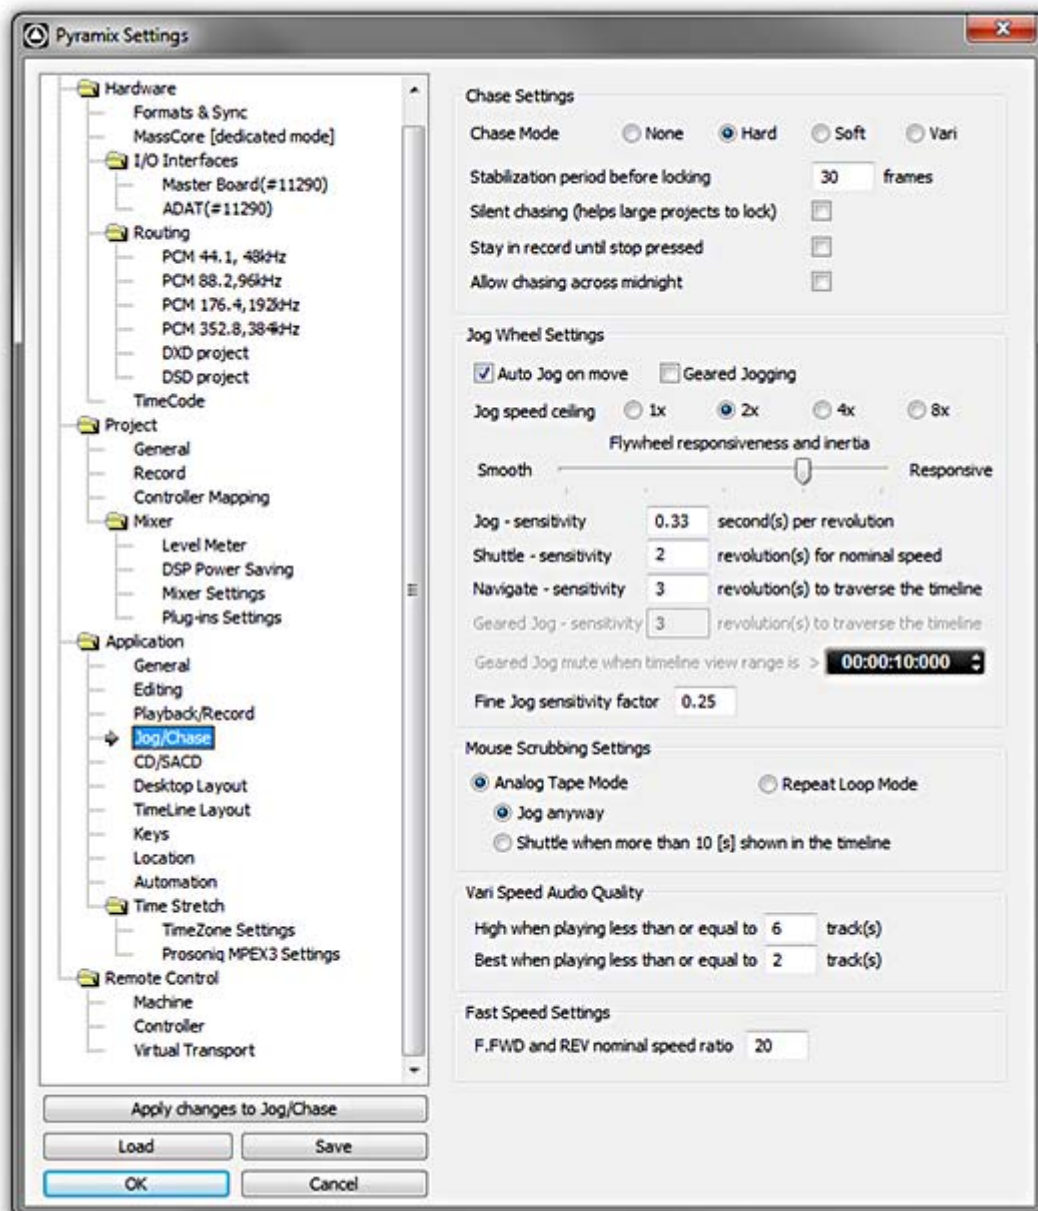 Pyramix Settings
Hardware
Formats & Sync
MassCore [dedicated mode]
I/O Interfaces
Master Board(#11290)
ADAT(#11290)
Routing
PCM 44.1, 48kHz
PCM 88.2,96kHz
PCM 176.4,192kHz
PCM 352.8,384kHz
DXD project
DSD project
TimeCode
Project
General
Record
Controller Mapping
Mixer
Level Meter
DSP Power Saving
Mixer Settings
Plug-ins Settings
Application
General
Editing
Playback/Record
Jog/Chase
CD/SACD
Desktop Layout
TimeLine Layout
Keys
Location
Automation
Time Stretch
TimeZone Settings
Prosoniq MPEX3 Settings
Remote Control
Machine
Controller
Virtual Transport
Apply changes to Jog/Chase
Load Save
OK Cancel
Chase Settings
Chase Mode None Hard Soft Vari
Stabilization period before locking 30 frames
Silent chasing (helps large projects to lock)
Stay in record until stop pressed
Allow chasing across midnight
Jog Wheel Settings
Auto Jog on move Geared Jogging
Jog speed ceiling 1x 2x 4x 8x
Flywheel responsiveness and inertia
Smooth Responsive
Jog - sensitivity 0.33 second(s) per revolution
Shuttle - sensitivity 2 revolution(s) for nominal speed
Navigate - sensitivity 3 revolution(s) to traverse the timeline
Geared Jog - sensitivity 3 revolution(s) to traverse the timeline
Geared Jog mute when timeline view range is > 00:00:10:000
Fine Jog sensitivity factor 0.25
Mouse Scrubbing Settings
Analog Tape Mode Repeat Loop Mode
Jog anyway
Shuttle when more than 10 [s] shown in the timeline
Vari Speed Audio Quality
High when playing less than or equal to 6 track(s)
Best when playing less than or equal to 2 track(s)
Fast Speed Settings
F.FWD and REV nominal speed ratio 20